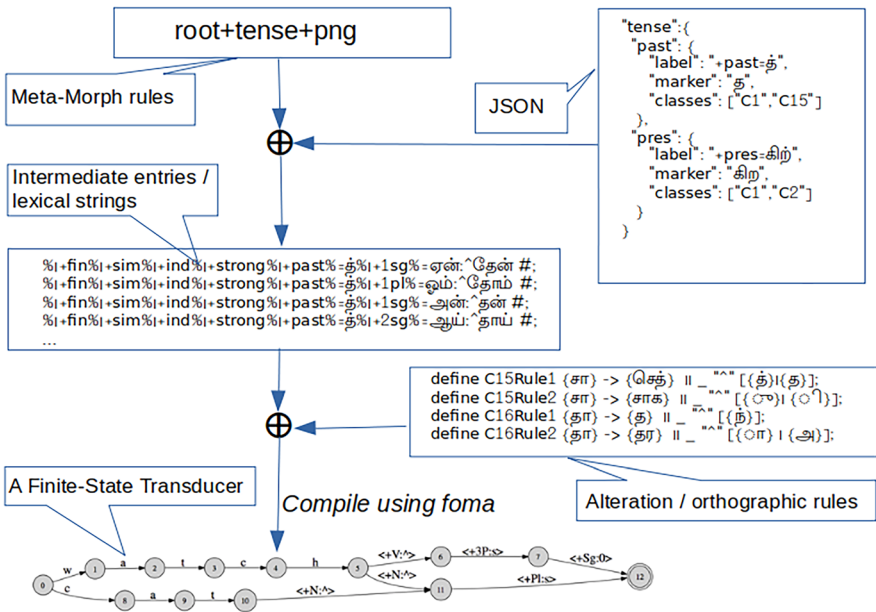 root+tense+png
Meta-Morph rules
JSON
"tense":{
"past": {
"label": "+past=த்",
"marker": "த",
"classes": ["C1","C15"]
},
"pres": {
"label": "+pres=கிற்",
"marker": "கிற",
"classes": ["C1","C2"]
}
}
Intermediate entries /
lexical strings
%|+fin%|+sim%|+ind%|+strong%|+past%=த்%|+1sg%=ஏன்:^தேன் #;
%|+fin%|+sim%|+ind%|+strong%|+past%=த்%|+1pl%=ஓம்:^தோம் #;
%|+fin%|+sim%|+ind%|+strong%|+past%=த்%|+1sg%=அன்:^தன் #;
%|+fin%|+sim%|+ind%|+strong%|+past%=த்%|+2sg%=ஆய்:^தாய் #;
...
define C15Rule1 {சா} -> {செத்} || _ "^" [{த்}|{த}];
define C15Rule2 {சா} -> {சாக} || _ "^" [{ு}| {ி}];
define C16Rule1 {தா} -> {த} || _ "^" [{ந்}];
define C16Rule2 {தா} -> {தர} || _ "^" [{ா} | {அ}];
A Finite-State Transducer
Compile using foma
Alteration / orthographic rules
0 w 1 a 2 t 3 c 4 h 5 <+V:^> 6 <+3P:s> 7 <+Sg:0> 12
c 8 a 9 t 10 <+N:^> <+N:^> 11 <+Pl:s>